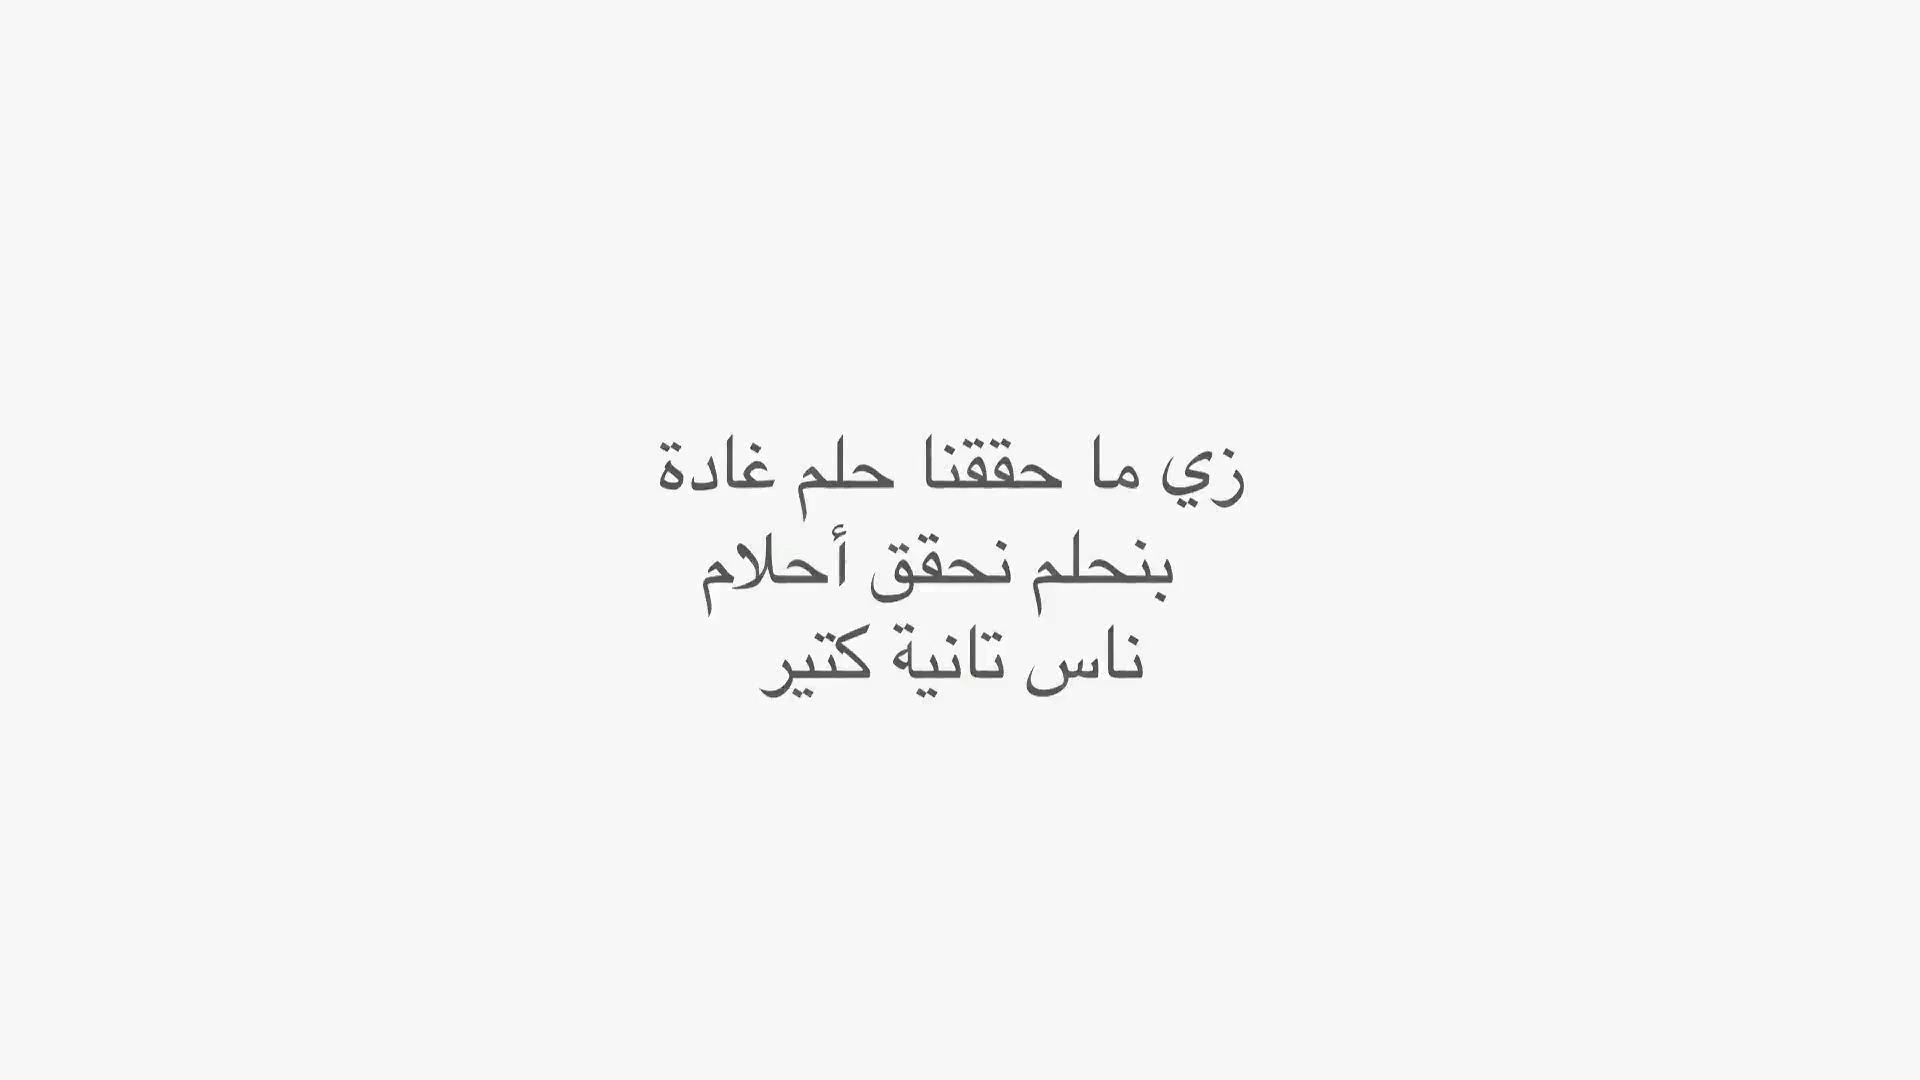 زي ما حققنا حلم غادة
بنحلم نحقق أحلام
ناس تانية كتير